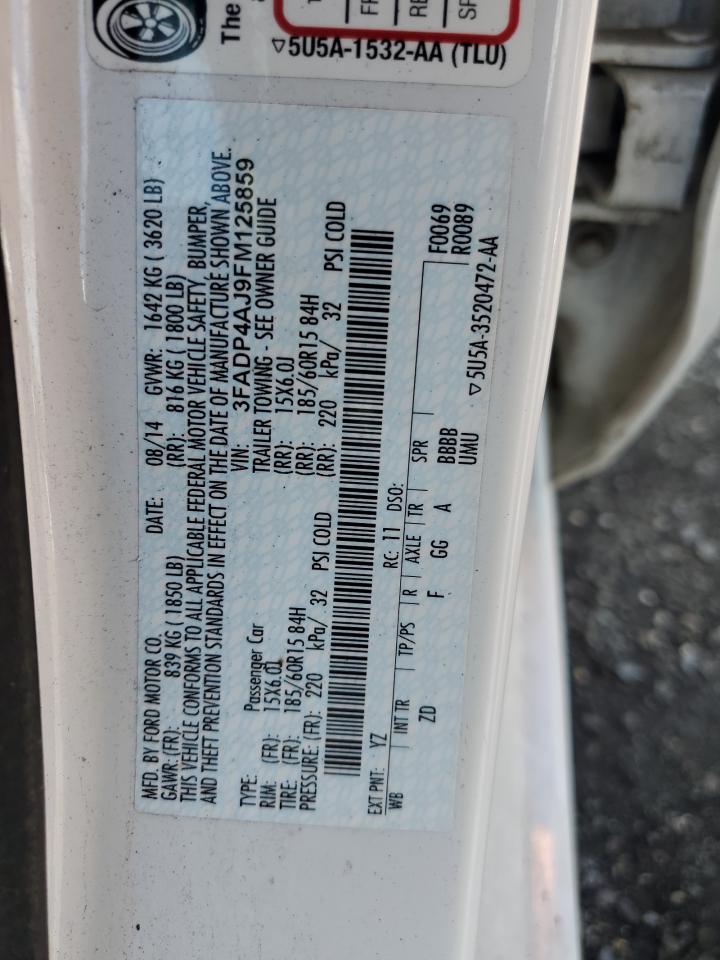 The
FR
RE
SP
▽5U5A-1532-AA (TLU)
MFD. BY FORD MOTOR CO. DATE: 08/14 GVWR: 1642 KG ( 3620 LB)
GAWR: (FR): 839 KG ( 1850 LB) (RR): 816 KG ( 1800 LB)
THIS VEHICLE CONFORMS TO ALL APPLICABLE FEDERAL MOTOR VEHICLE SAFETY, BUMPER,
AND THEFT PREVENTION STANDARDS IN EFFECT ON THE DATE OF MANUFACTURE SHOWN ABOVE.
VIN: 3FADP4AJ9FM125859
TYPE: Passenger Car TRAILER TOWING - SEE OWNER GUIDE
RIM: (FR): 15X6.0J (RR): 15X6.0J
TIRE: (FR): 185/60R15 84H (RR): 185/60R15 84H
PRESSURE: (FR): 220 kPa/ 32 PSI COLD (RR): 220 kPa/ 32 PSI COLD
EXT PNT: YZ RC: 11 DSO: F0069
WB INT TR TP/PS R AXLE TR SPR R0089
ZD F GG A BBBB
UMU
▽5U5A-3520472-AA